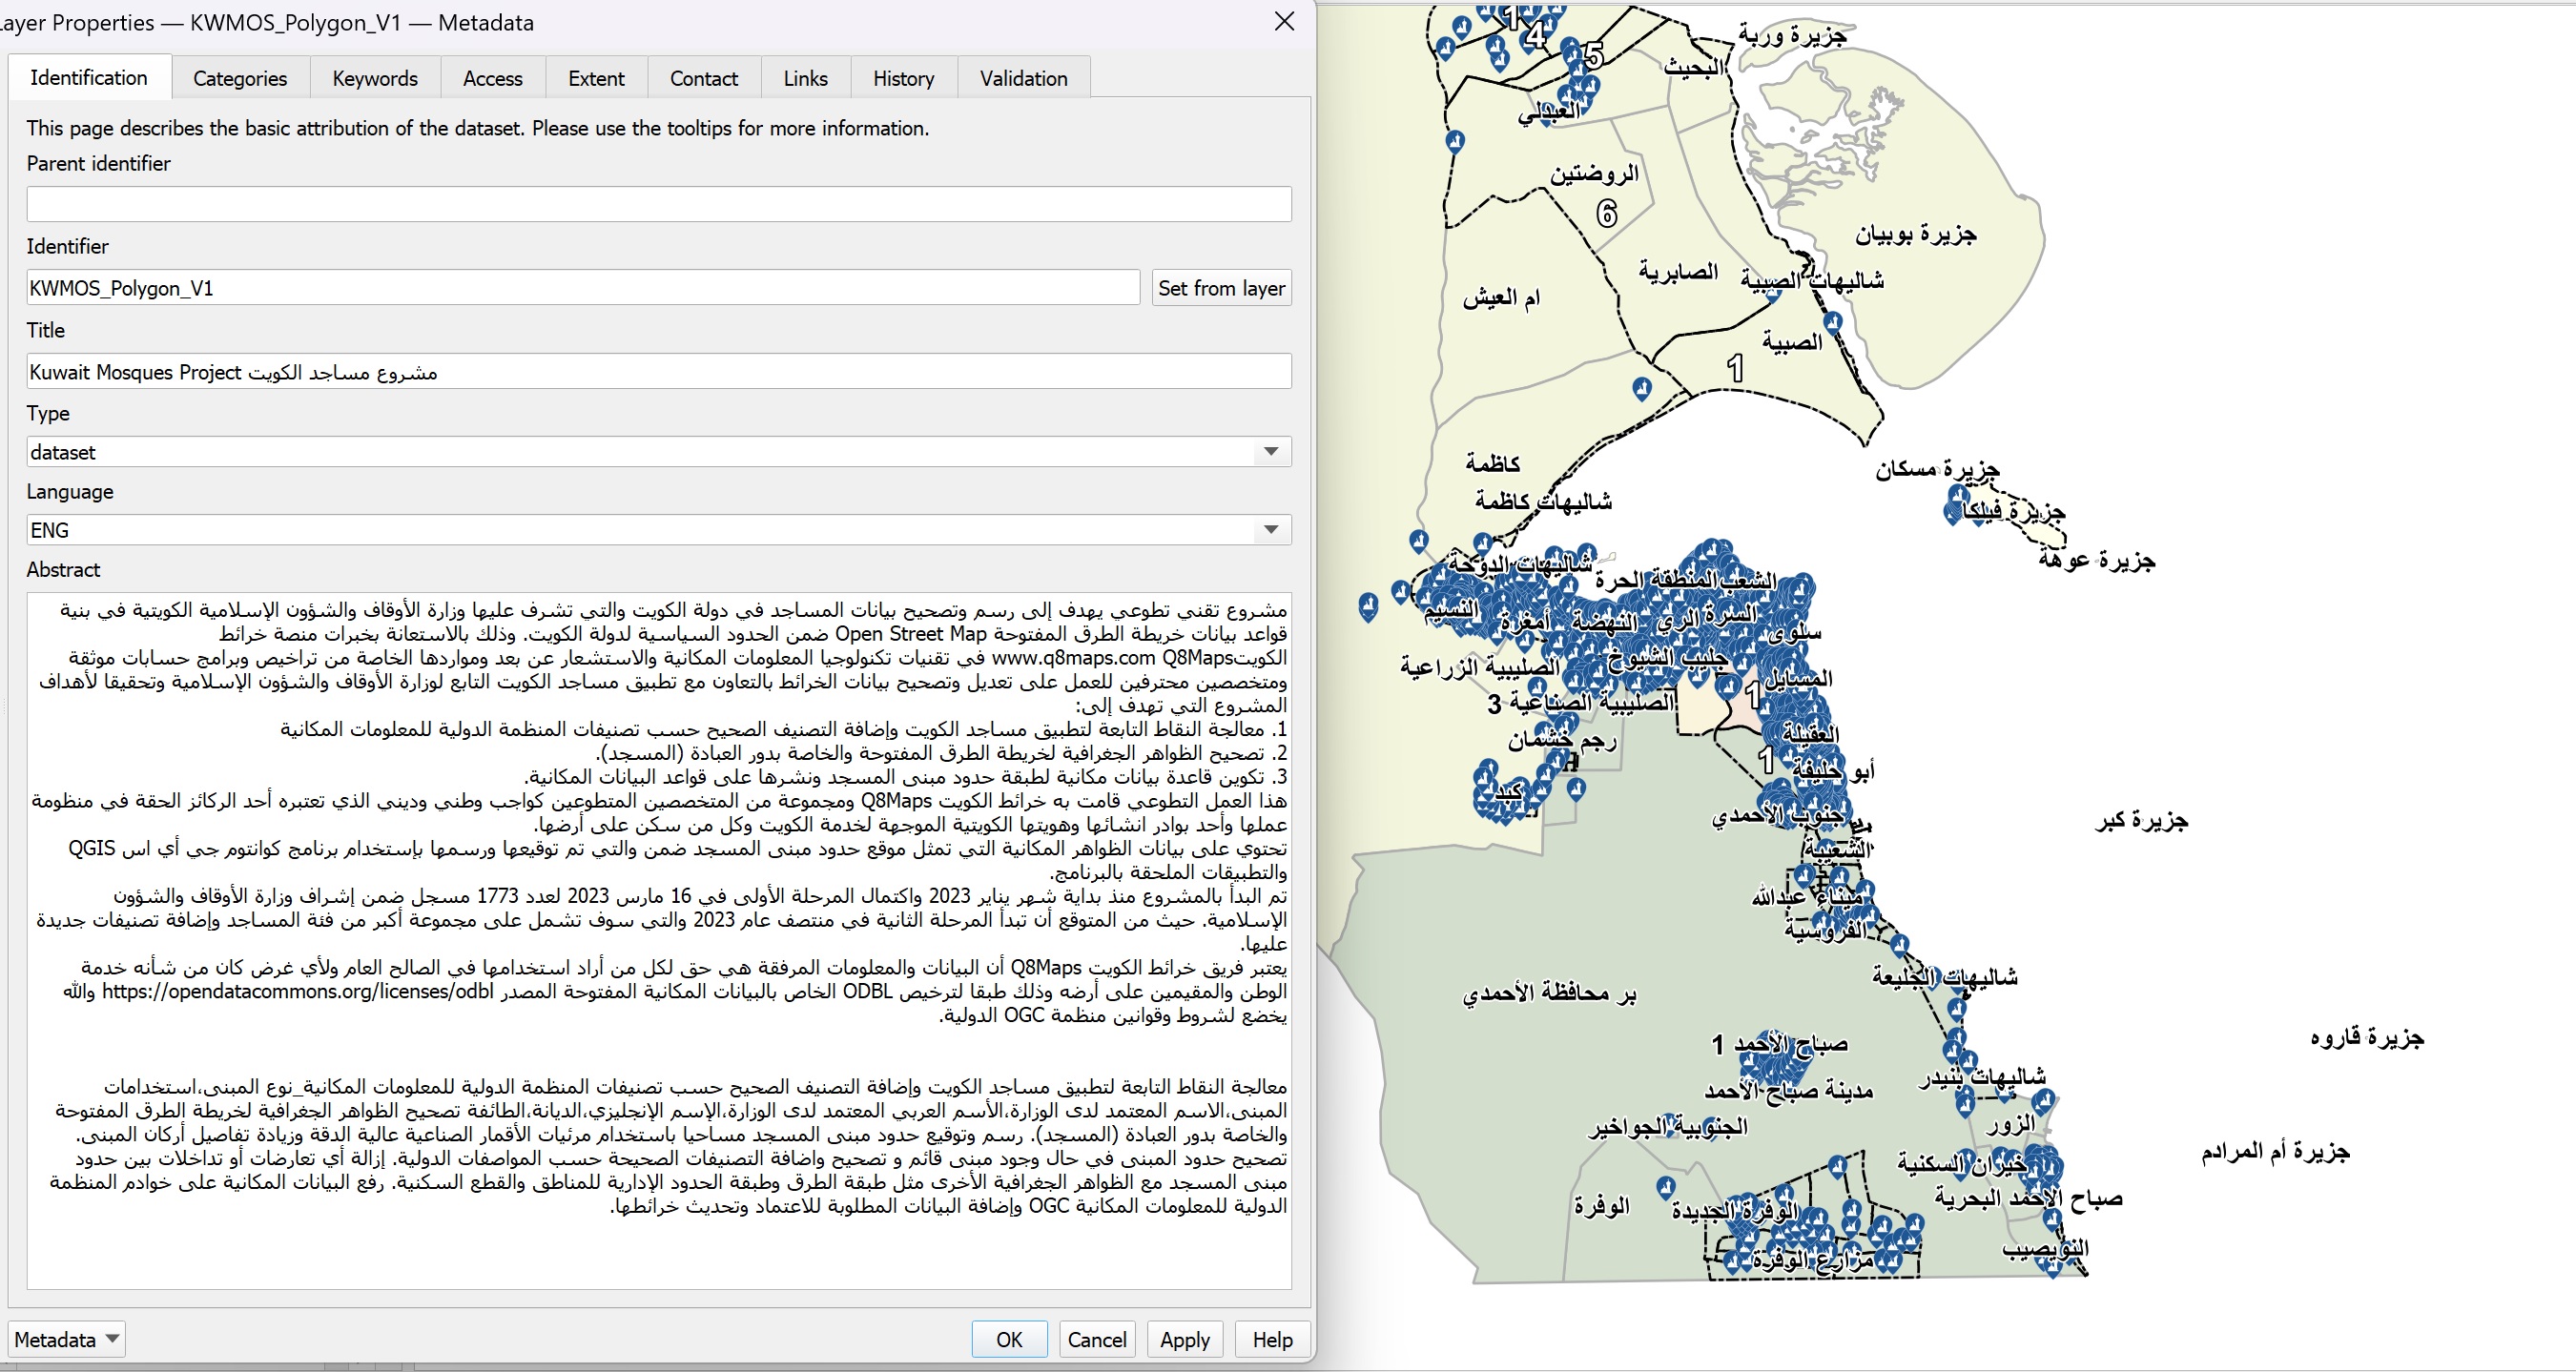 Layer Properties — KWMOS_Polygon_V1 — Metadata
Identification
Categories
Keywords
Access
Extent
Contact
Links
History
Validation
This page describes the basic attribution of the dataset. Please use the tooltips for more information.
Parent identifier
Identifier
KWMOS_Polygon_V1
Set from layer
Title
Kuwait Mosques Project مشروع مساجد الكويت
Type
dataset
Language
ENG
Abstract
مشروع تقني تطوعي يهدف إلى رسم وتصحيح بيانات المساجد في دولة الكويت والتي تشرف عليها وزارة الأوقاف والشؤون الإسلامية الكويتية في بنية
قواعد بيانات خريطة الطرق المفتوحة Open Street Map ضمن الحدود السياسية لدولة الكويت. وذلك بالاستعانة بخبرات منصة خرائط
الكويتwww.q8maps.com Q8Maps في تقنيات تكنولوجيا المعلومات المكانية والاستشعار عن بعد ومواردها الخاصة من تراخيص وبرامج حسابات موثقة
ومتخصصين محترفين للعمل على تعديل وتصحيح بيانات الخرائط بالتعاون مع تطبيق مساجد الكويت التابع لوزارة الأوقاف والشؤون الإسلامية وتحقيقا لأهداف
المشروع التي تهدف إلى:
1. معالجة النقاط التابعة لتطبيق مساجد الكويت وإضافة التصنيف الصحيح حسب تصنيفات المنظمة الدولية للمعلومات المكانية
2. تصحيح الظواهر الجغرافية لخريطة الطرق المفتوحة والخاصة بدور العبادة (المسجد).
3. تكوين قاعدة بيانات مكانية لطبقة حدود مبنى المسجد ونشرها على قواعد البيانات المكانية.
هذا العمل التطوعي قامت به خرائط الكويت Q8Maps ومجموعة من المتخصصين المتطوعين كواجب وطني وديني الذي تعتبره أحد الركائز الحقة في منظومة
عملها وأحد بوادر انشائها وهويتها الكويتية الموجهة لخدمة الكويت وكل من سكن على أرضها.
تحتوي على بيانات الظواهر المكانية التي تمثل موقع حدود مبنى المسجد ضمن والتي تم توقيعها ورسمها بإستخدام برنامج كوانتوم جي أي اس QGIS
والتطبيقات الملحقة بالبرنامج.
تم البدأ بالمشروع منذ بداية شهر يناير 2023 واكتمال المرحلة الأولى في 16 مارس 2023 لعدد 1773 مسجل ضمن إشراف وزارة الأوقاف والشؤون
الإسلامية. حيث من المتوقع أن تبدأ المرحلة الثانية في منتصف عام 2023 والتي سوف تشمل على مجموعة أكبر من فئة المساجد وإضافة تصنيفات جديدة
عليها.
يعتبر فريق خرائط الكويت Q8Maps أن البيانات والمعلومات المرفقة هي حق لكل من أراد استخدامها في الصالح العام ولأي غرض كان من شأنه خدمة
الوطن والمقيمين على أرضه وذلك طبقا لترخيص ODBL الخاص بالبيانات المكانية المفتوحة المصدر https://opendatacommons.org/licenses/odbl والله
يخضع لشروط وقوانين منظمة OGC الدولية.
معالجة النقاط التابعة لتطبيق مساجد الكويت وإضافة التصنيف الصحيح حسب تصنيفات المنظمة الدولية للمعلومات المكانية_نوع المبنى،استخدامات
المبنى،الاسم المعتمد لدى الوزارة،الأسم العربي المعتمد لدى الوزارة،الإسم الإنجليزي،الديانة،الطائفة تصحيح الظواهر الجغرافية لخريطة الطرق المفتوحة
والخاصة بدور العبادة (المسجد). رسم وتوقيع حدود مبنى المسجد مساحيا باستخدام مرئيات الأقمار الصناعية عالية الدقة وزيادة تفاصيل أركان المبنى.
تصحيح حدود المبنى في حال وجود مبنى قائم و تصحيح واضافة التصنيفات الصحيحة حسب المواصفات الدولية. إزالة أي تعارضات أو تداخلات بين حدود
مبنى المسجد مع الظواهر الجغرافية الأخرى مثل طبقة الطرق وطبقة الحدود الإدارية للمناطق والقطع السكنية. رفع البيانات المكانية على خوادم المنظمة
الدولية للمعلومات المكانية OGC وإضافة البيانات المطلوبة للاعتماد وتحديث خرائطها.
Metadata
OK
Cancel
Apply
Help
1
4
5
جزيرة وربة
البحيث
العبدلي
الروضتين
6
جزيرة بوبيان
الصابرية
شاليهات الصبية
ام العيش
الصبية
1
كاظمة
شاليهات كاظمة
جزيرة مسكان
جزيرة فيلكا
جزيرة عوهة
شاليهات الدوحة
المنطقة الحرة
الشعب
النسيم
أمغرة
النهضة
الري
السرة
سلوى
الصليبية الزراعية
جليب الشيوخ
المسايل
1
الصليبية الصناعية 3
رجم خشمان
العقيلة
1
أبو حليفة
كبد
جنوب الأحمدي
جزيرة كبر
الشعيبة
ميناء عبدالله
الفروسية
شاليهات الجليعة
بر محافظة الأحمدي
جزيرة قاروه
صباح الأحمد 1
شاليهات بنيدر
مدينة صباح الأحمد
الجنوبية الجواخير
الزور
جزيرة أم المرادم
خيران السكنية
صباح الاحمد البحرية
الوفرة
الوفرة الجديدة
النويصيب
مزارع الوفرة